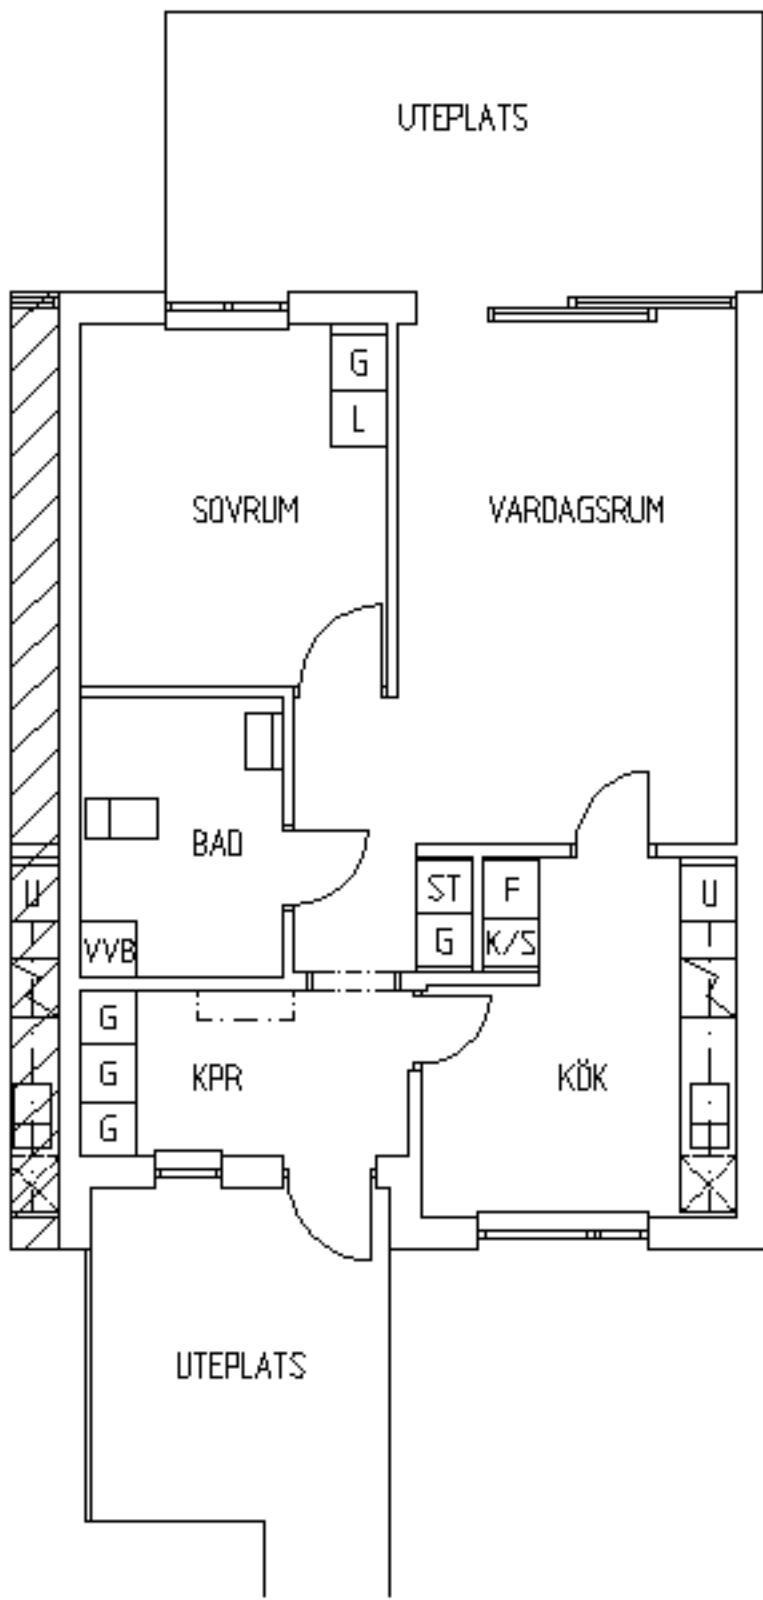 UTEPLATS
G
L
SOVRUM
VARDAGSRUM
BAD
U
ST
F
U
VVB
G
K/S
G
G
G
KPR
KÖK
UTEPLATS